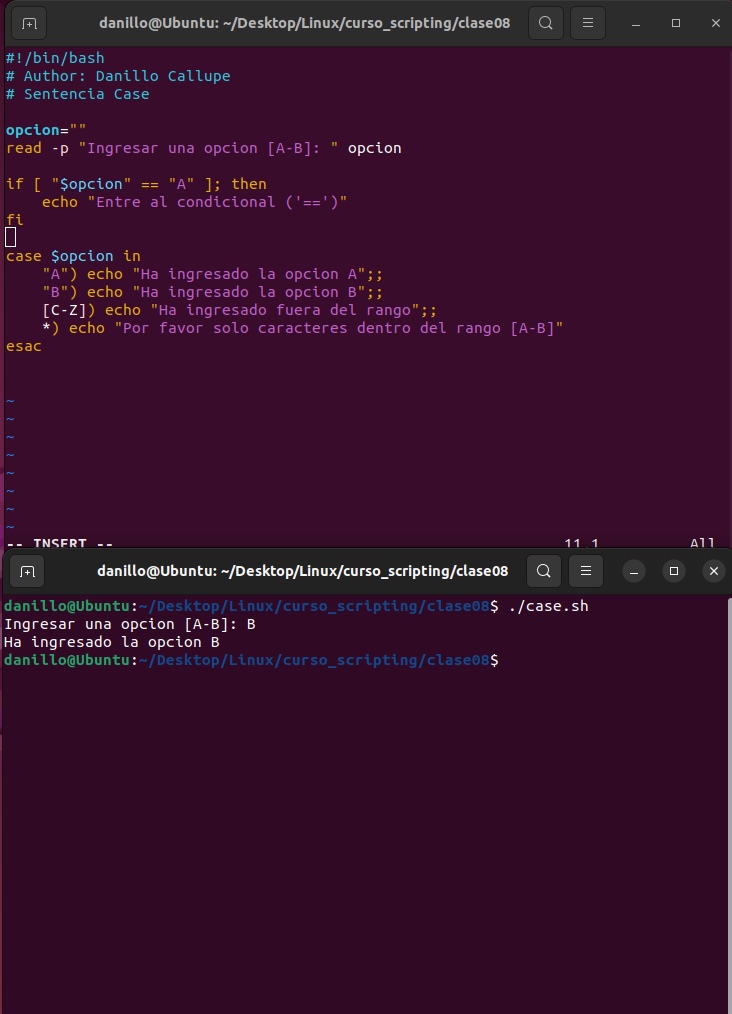 danillo@Ubuntu: ~/Desktop/Linux/curso_scripting/clase08
#!/bin/bash
# Author: Danillo Callupe
# Sentencia Case
opcion=""
read -p "Ingresar una opcion [A-B]: " opcion
if [ "$opcion" == "A" ]; then
    echo "Entre al condicional ('==')"
fi
case $opcion in
    "A") echo "Ha ingresado la opcion A";;
    "B") echo "Ha ingresado la opcion B";;
    [C-Z]) echo "Ha ingresado fuera del rango";;
    *) echo "Por favor solo caracteres dentro del rango [A-B]"
esac
~
~
~
~
~
~
~
~
-- INSERT -- 11,1 All
danillo@Ubuntu: ~/Desktop/Linux/curso_scripting/clase08
danillo@Ubuntu:~/Desktop/Linux/curso_scripting/clase08$ ./case.sh
Ingresar una opcion [A-B]: B
Ha ingresado la opcion B
danillo@Ubuntu:~/Desktop/Linux/curso_scripting/clase08$